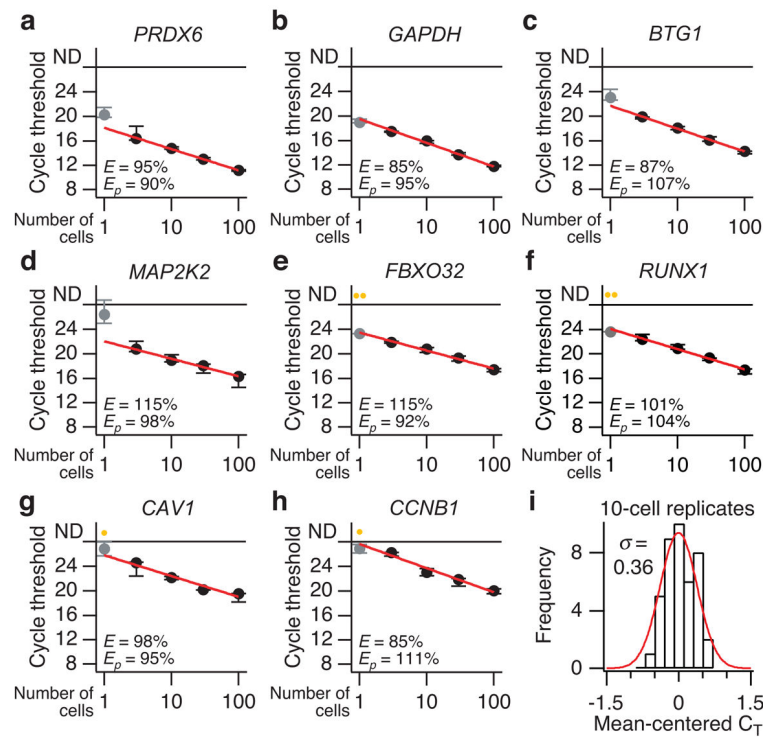 a
PRDX6
ND
24
20
16
12
8
Cycle threshold
E = 95%
Ep = 90%
Number of
cells
1
10
100
b
GAPDH
ND
24
20
16
12
8
Cycle threshold
E = 85%
Ep = 95%
Number of
cells
1
10
100
c
BTG1
ND
24
20
16
12
8
Cycle threshold
E = 87%
Ep = 107%
Number of
cells
1
10
100
d
MAP2K2
ND
24
20
16
12
8
Cycle threshold
E = 115%
Ep = 98%
Number of
cells
1
10
100
e
FBXO32
ND
24
20
16
12
8
Cycle threshold
E = 115%
Ep = 92%
Number of
cells
1
10
100
f
RUNX1
ND
24
20
16
12
8
Cycle threshold
E = 101%
Ep = 104%
Number of
cells
1
10
100
g
CAV1
ND
24
20
16
12
8
Cycle threshold
E = 98%
Ep = 95%
Number of
cells
1
10
100
h
CCNB1
ND
24
20
16
12
8
Cycle threshold
E = 85%
Ep = 111%
Number of
cells
1
10
100
i
10-cell replicates
σ =
0.36
8
4
0
Frequency
-1.5
0
1.5
Mean-centered CT